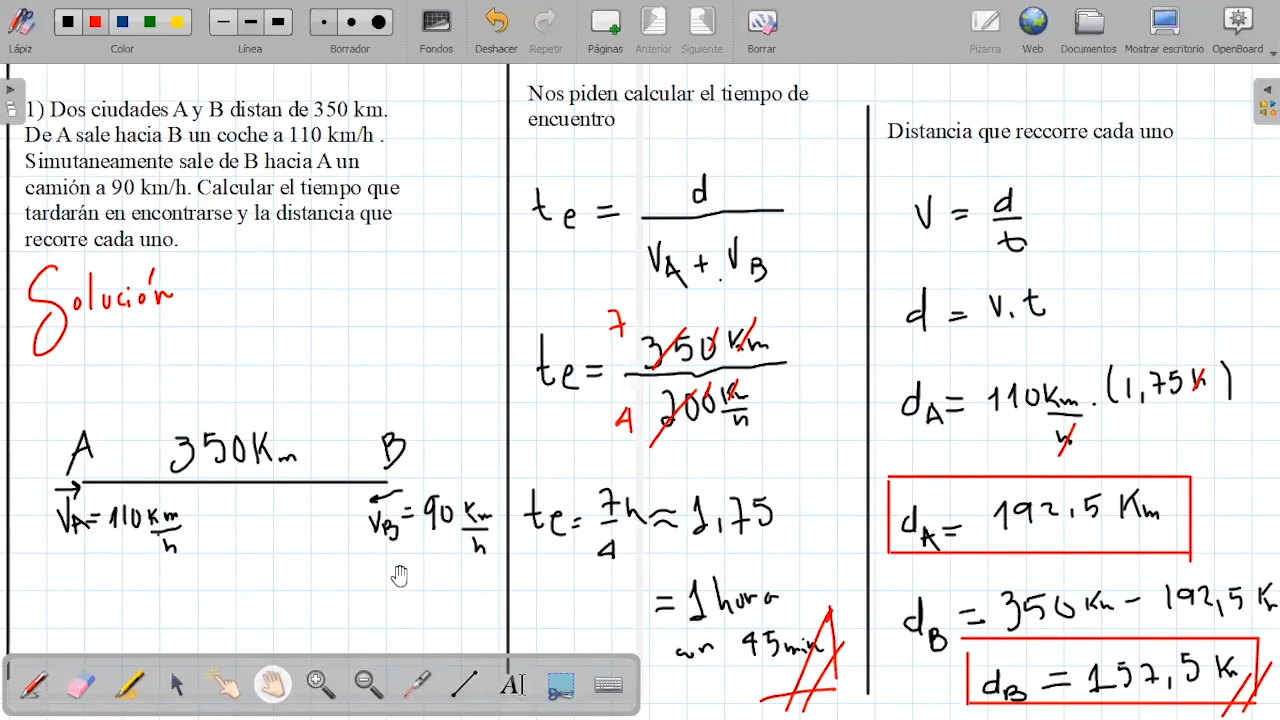 Lápiz
Color
Línea
Borrador
Fondos
Deshacer
Repetir
Páginas
Anterior
Siguiente
Borrar
Pizarra
Web
Documentos
Mostrar escritorio
OpenBoard
1) Dos ciudades A y B distan de 350 km.
De A sale hacia B un coche a 110 km/h .
Simutaneamente sale de B hacia A un
camión a 90 km/h. Calcular el tiempo que
tardarán en encontrarse y la distancia que
recorre cada uno.
Solución
A 350 Km B
VA = 110 Km/h VB = 90 Km/h
Nos piden calcular el tiempo de
encuentro
te = d / VA + VB
7
te = 350 Km / 200 Km/h
4
te = 7/4 h ≈ 1,75
= 1 hora
con 45 min
Distancia que reccorre cada uno
V = d/t
d = v. t
dA = 110 Km/h . (1,75 h)
dA = 192,5 Km
dB = 350 Km - 192,5 K
dB = 157,5 Km
AI